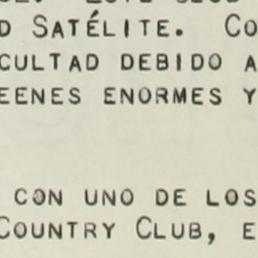 D SATÉLITE. CO
CULTAD DEBIDO A
EENES ENORMES Y
CON UNO DE LOS
COUNTRY CLUB, E